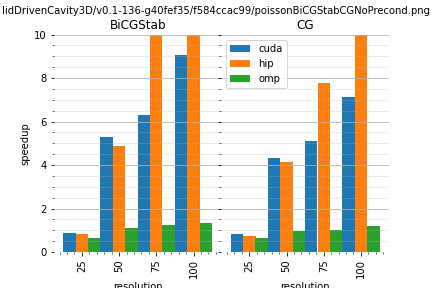 lidDrivenCavity3D/v0.1-136-g40fef35/f584ccac99/poissonBiCGStabCGNoPrecond.png
BiCGStab
CG
speedup
10
8
6
4
2
0
cuda
hip
omp
25
50
75
100
25
50
75
100
resolution
resolution